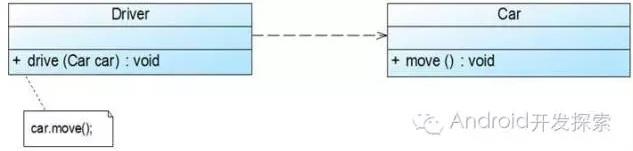 Driver
+ drive (Car car) : void
car.move();
Car
+ move () : void
Android开发探索